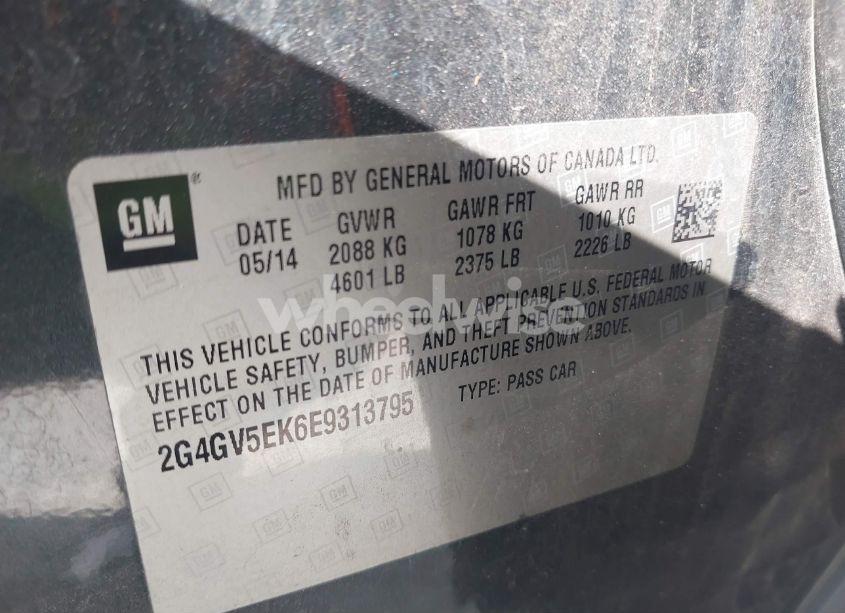 GM
MFD BY GENERAL MOTORS OF CANADA LTD.
DATE GVWR GAWR FRT GAWR RR
05/14 2088 KG 1078 KG 1010 KG
4601 LB 2375 LB 2226 LB
THIS VEHICLE CONFORMS TO ALL APPLICABLE U.S. FEDERAL MOTOR
VEHICLE SAFETY, BUMPER, AND THEFT PREVENTION STANDARDS IN
EFFECT ON THE DATE OF MANUFACTURE SHOWN ABOVE.
2G4GV5EK6E9313795 TYPE: PASS CAR
wheelwise